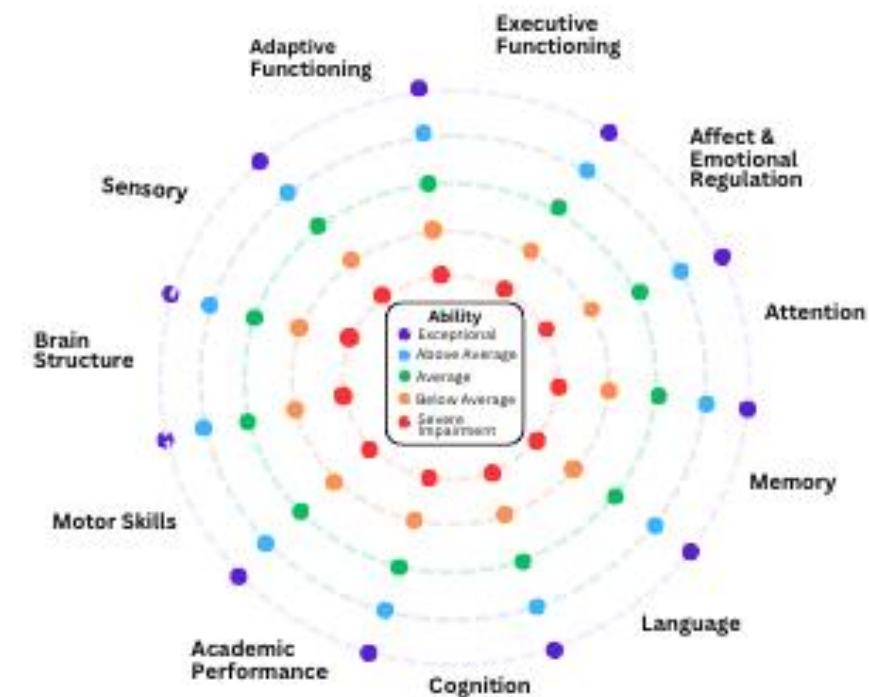 Executive
Functioning
Adaptive
Functioning
Affect &
Emotional
Regulation
Sensory
Attention
Brain
Structure
Ability
Exceptional
Above Average
Average
Below Average
Severe
Impairment
Memory
Motor Skills
Language
Academic
Performance
Cognition